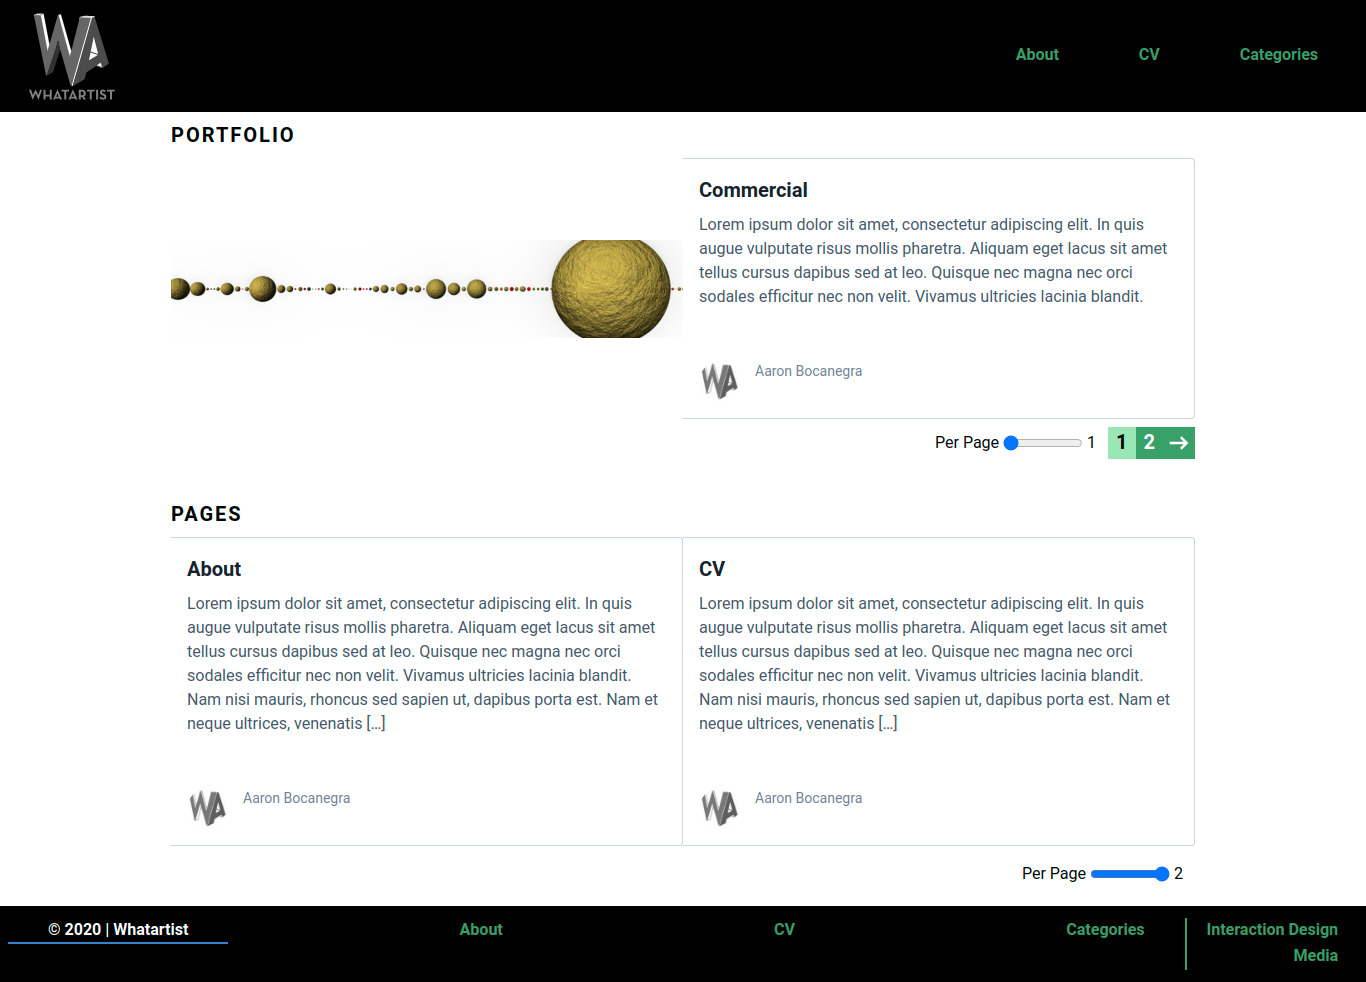 WHATARTIST
About
CV
Categories
PORTFOLIO
Commercial
Lorem ipsum dolor sit amet, consectetur adipiscing elit. In quis
augue vulputate risus mollis pharetra. Aliquam eget lacus sit amet
tellus cursus dapibus sed at leo. Quisque nec magna nec orci
sodales efficitur nec non velit. Vivamus ultricies lacinia blandit.
Aaron Bocanegra
Per Page 1 1 2 →
PAGES
About
Lorem ipsum dolor sit amet, consectetur adipiscing elit. In quis
augue vulputate risus mollis pharetra. Aliquam eget lacus sit amet
tellus cursus dapibus sed at leo. Quisque nec magna nec orci
sodales efficitur nec non velit. Vivamus ultricies lacinia blandit.
Nam nisi mauris, rhoncus sed sapien ut, dapibus porta est. Nam et
neque ultrices, venenatis [...]
Aaron Bocanegra
CV
Lorem ipsum dolor sit amet, consectetur adipiscing elit. In quis
augue vulputate risus mollis pharetra. Aliquam eget lacus sit amet
tellus cursus dapibus sed at leo. Quisque nec magna nec orci
sodales efficitur nec non velit. Vivamus ultricies lacinia blandit.
Nam nisi mauris, rhoncus sed sapien ut, dapibus porta est. Nam et
neque ultrices, venenatis [...]
Aaron Bocanegra
Per Page 2
© 2020 | Whatartist
About
CV
Categories
Interaction Design
Media